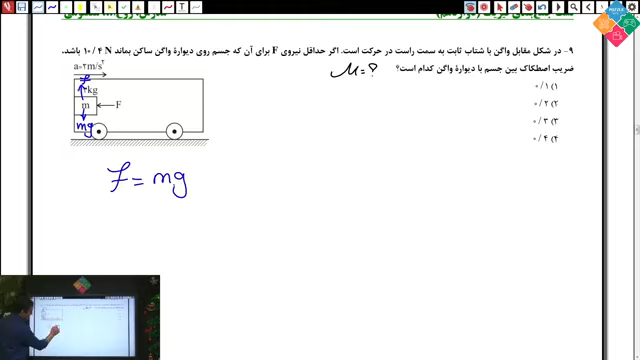 ۹- در شکل مقابل واگن با شتاب ثابت به سمت راست در حرکت است. اگر حداقل نیروی F برای آن که جسم روی دیواره واگن ساکن بماند ۱۰/۴ N باشد.
ضریب اصطکاک بین جسم با دیوارهٔ واگن کدام است؟
μ = ?
۱) ۰/۱
۲) ۰/۲
۳) ۰/۳
۴) ۰/۴
a=۲m/s²
f
kg
m
F
mg
f = mg